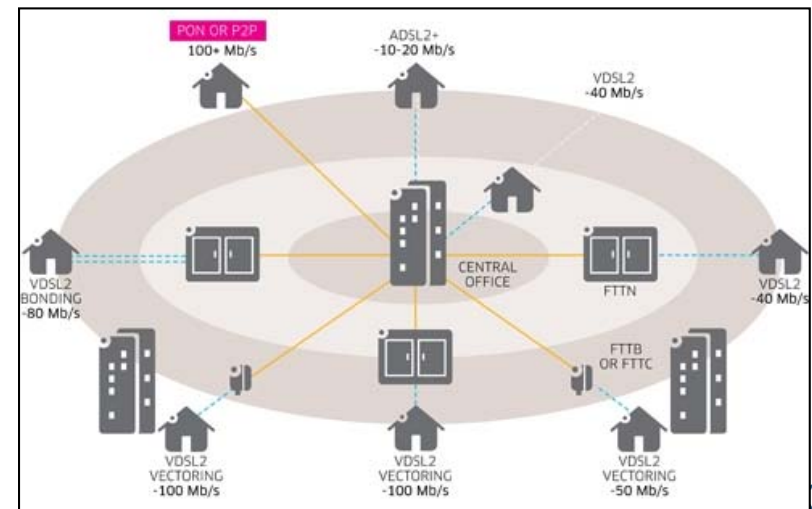 PON OR P2P
100+ Mb/s
ADSL2+
-10-20 Mb/s
VDSL2
-40 Mb/s
CENTRAL
OFFICE
FTTN
VDSL2
BONDING
-80 Mb/s
VDSL2
-40 Mb/s
FTTB
OR FTTC
VDSL2
VECTORING
-100 Mb/s
VDSL2
VECTORING
-100 Mb/s
VDSL2
VECTORING
-50 Mb/s